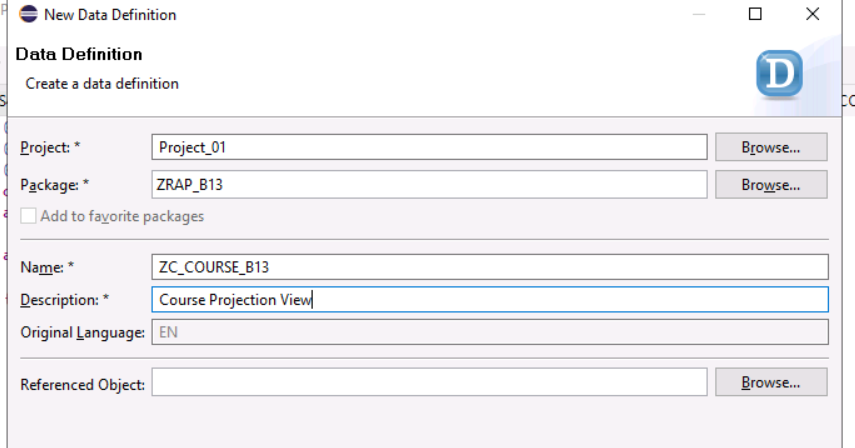 New Data Definition
Data Definition
Create a data definition
D
Project: * Project_01 Browse...
Package: * ZRAP_B13 Browse...
Add to favorite packages
Name: * ZC_COURSE_B13
Description: * Course Projection View
Original Language: EN
Referenced Object: Browse...